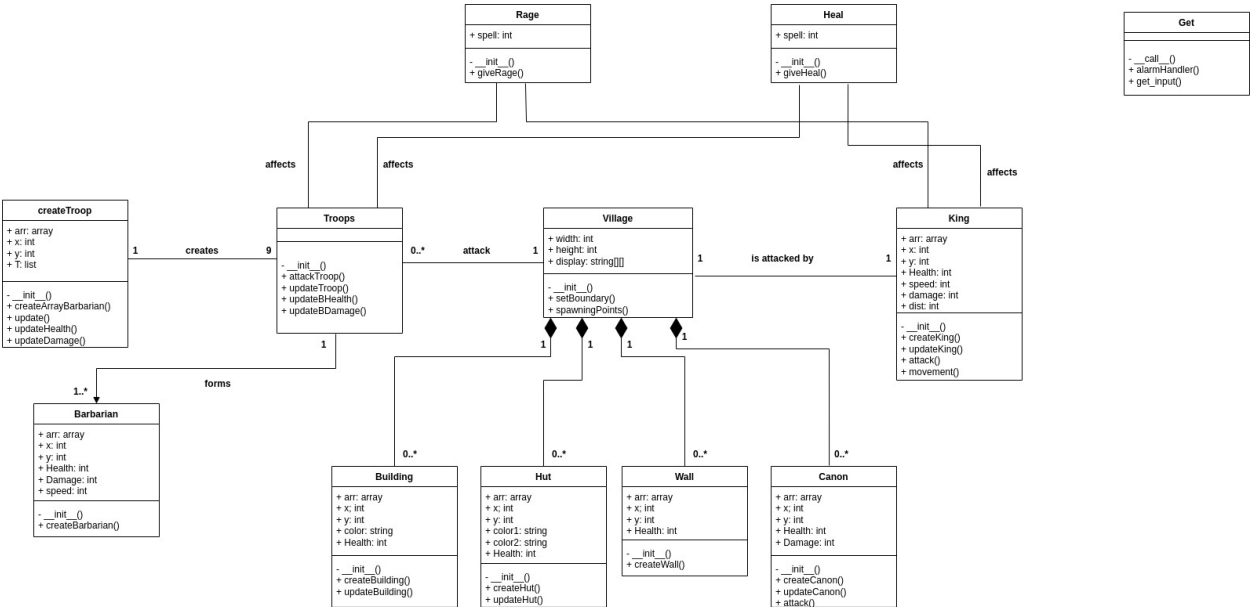 Rage
+ spell: int
- __init__()
+ giveRage()
Heal
+ spell: int
- __init__()
+ giveHeal()
Get
- __call__()
+ alarmHandler()
+ get_input()
affects
affects
affects
affects
createTroop
+ arr: array
+ x: int
+ y: int
+ T: list
- __init__()
+ createArrayBarbarian()
+ update()
+ updateHealth()
+ updateDamage()
1
creates
9
Troops
- __init__()
+ attackTroop()
+ updateTroop()
+ updateBHealth()
+ updateBDamage()
0..*
attack
1
Village
+ width: int
+ height: int
+ display: string[][]
- __init__()
+ setBoundary()
+ spawningPoints()
1
is attacked by
1
King
+ arr: array
+ x: int
+ y: int
+ Health: int
+ speed: int
+ damage: int
+ dist: int
- __init__()
+ createKing()
+ updateKing()
+ attack()
+ movement()
1
forms
1..*
1
1
1
1
Barbarian
+ arr: array
+ x: int
+ y: int
+ Health: int
+ Damage: int
+ speed: int
- __init__()
+ createBarbarian()
0..*
0..*
0..*
0..*
Building
+ arr: array
+ x; int
+ y: int
+ color: string
+ Health: int
- __init__()
+ createBuilding()
+ updateBuilding()
Hut
+ arr: array
+ x; int
+ y: int
+ color1: string
+ color2: string
+ Health: int
- __init__()
+ createHut()
+ updateHut()
Wall
+ arr: array
+ x; int
+ y: int
+ Health: int
- __init__()
+ createWall()
Canon
+ arr: array
+ x; int
+ y: int
+ Health: int
+ Damage: int
- __init__()
+ createCanon()
+ updateCanon()
+ attack()